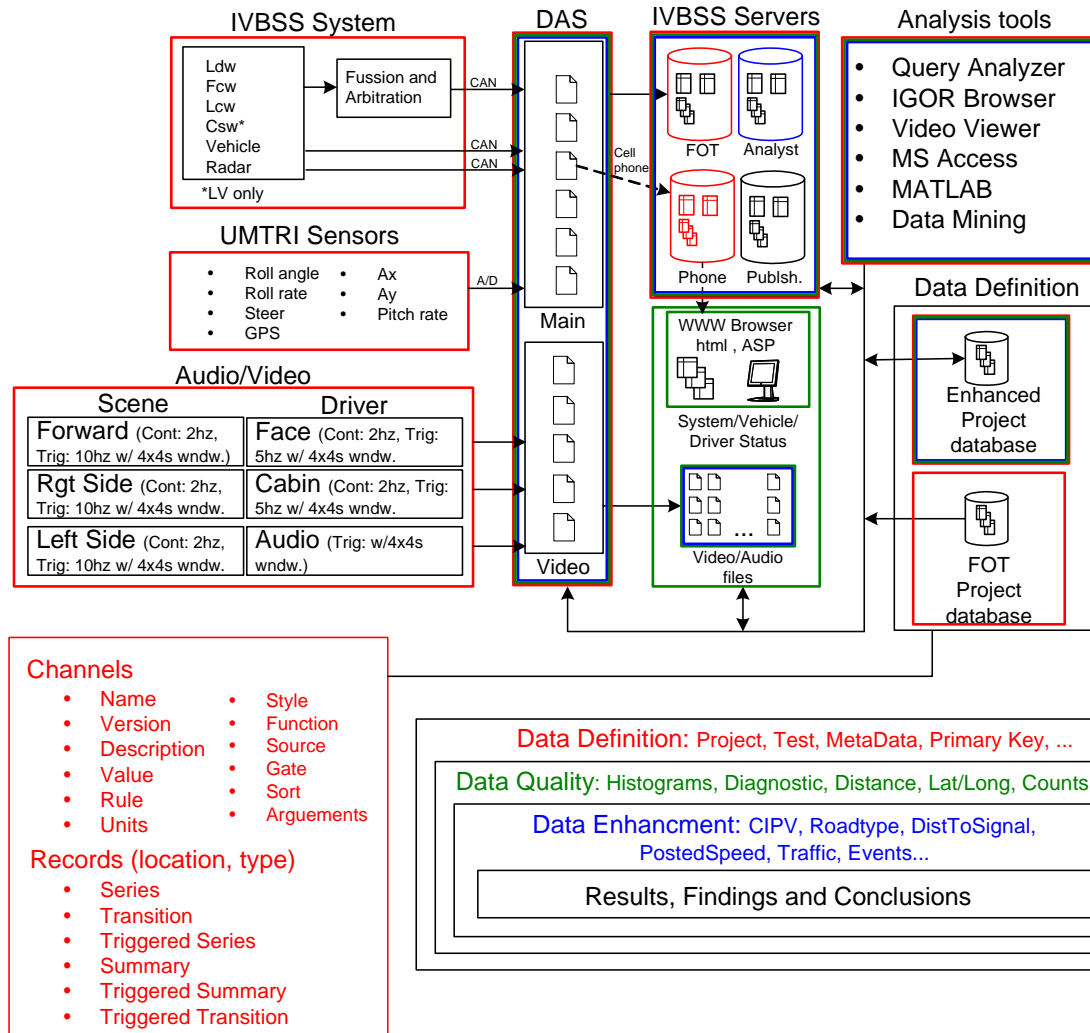 IVBSS System
Ldw
Fcw
Lcw
Csw*
Vehicle
Radar
*LV only
Fussion and
Arbitration
CAN
CAN
CAN
UMTRI Sensors
• Roll angle
• Roll rate
• Steer
• GPS
• Ax
• Ay
• Pitch rate
A/D
Audio/Video
Scene
Driver
Forward (Cont: 2hz,
Trig: 10hz w/ 4x4s wndw.)
Face (Cont: 2hz, Trig:
5hz w/ 4x4s wndw.
Rgt Side (Cont: 2hz,
Trig: 10hz w/ 4x4s wndw.
Cabin (Cont: 2hz, Trig:
5hz w/ 4x4s wndw.
Left Side (Cont: 2hz,
Trig: 10hz w/ 4x4s wndw.
Audio (Trig: w/4x4s
wndw.)
DAS
Main
Video
Cell
phone
IVBSS Servers
FOT
Analyst
Phone
Publsh.
WWW Browser
html , ASP
System/Vehicle/
Driver Status
...
Video/Audio
files
Analysis tools
• Query Analyzer
• IGOR Browser
• Video Viewer
• MS Access
• MATLAB
• Data Mining
Data Definition
Enhanced
Project
database
FOT
Project
database
Channels
• Name
• Version
• Description
• Value
• Rule
• Units
• Style
• Function
• Source
• Gate
• Sort
• Arguements
Records (location, type)
• Series
• Transition
• Triggered Series
• Summary
• Triggered Summary
• Triggered Transition
Data Definition: Project, Test, MetaData, Primary Key, ...
Data Quality: Histograms, Diagnostic, Distance, Lat/Long, Counts
Data Enhancment: CIPV, Roadtype, DistToSignal,
PostedSpeed, Traffic, Events...
Results, Findings and Conclusions